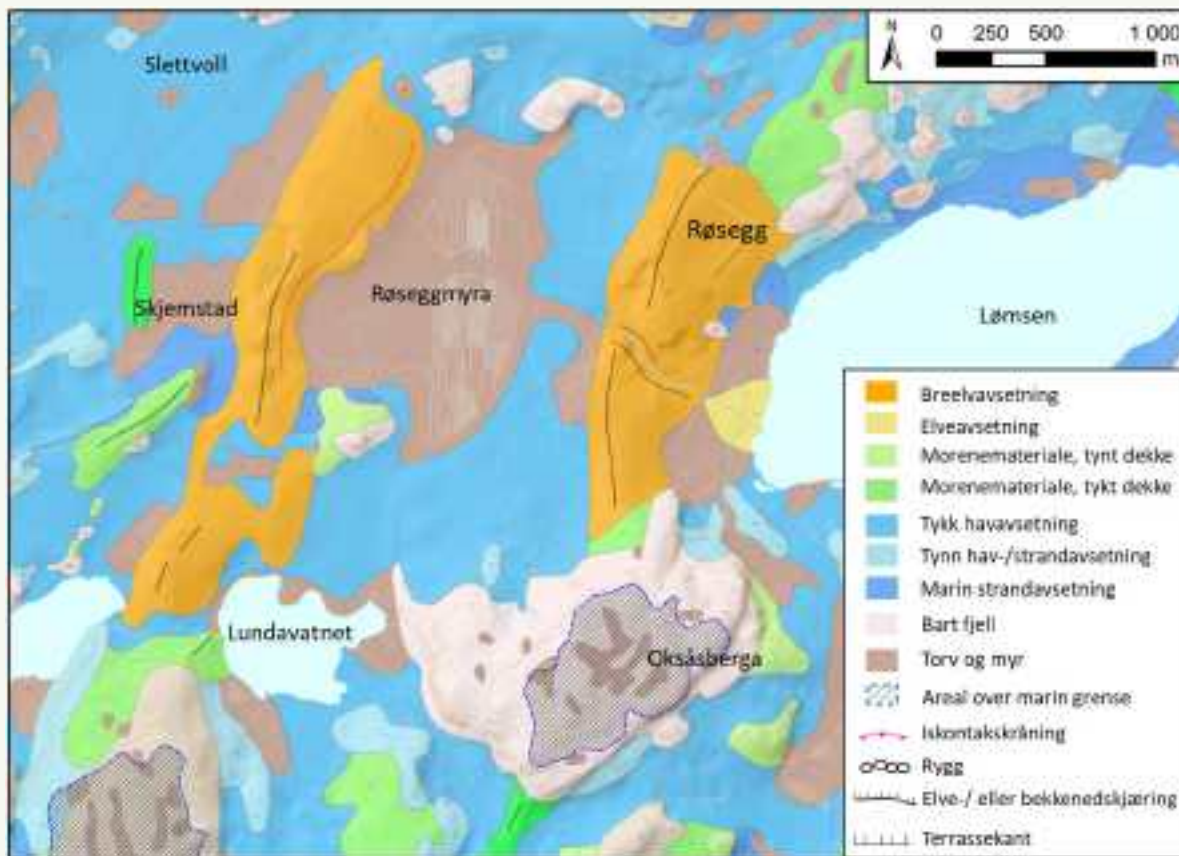 Slettvoll
N
0 250 500 1 000
m
Røsegg
Skjemstad
Røseggmyra
Lømsen
Lundavatnet
Oksåsberga
Breelvavsetning
Elveavsetning
Morenemateriale, tynt dekke
Morenemateriale, tykt dekke
Tykk havavsetning
Tynn hav-/strandavsetning
Marin strandavsetning
Bart fjell
Torv og myr
Areal over marin grense
Iskontakskråning
Rygg
Elve-/ eller bekkenedskjæring
Terrassekant